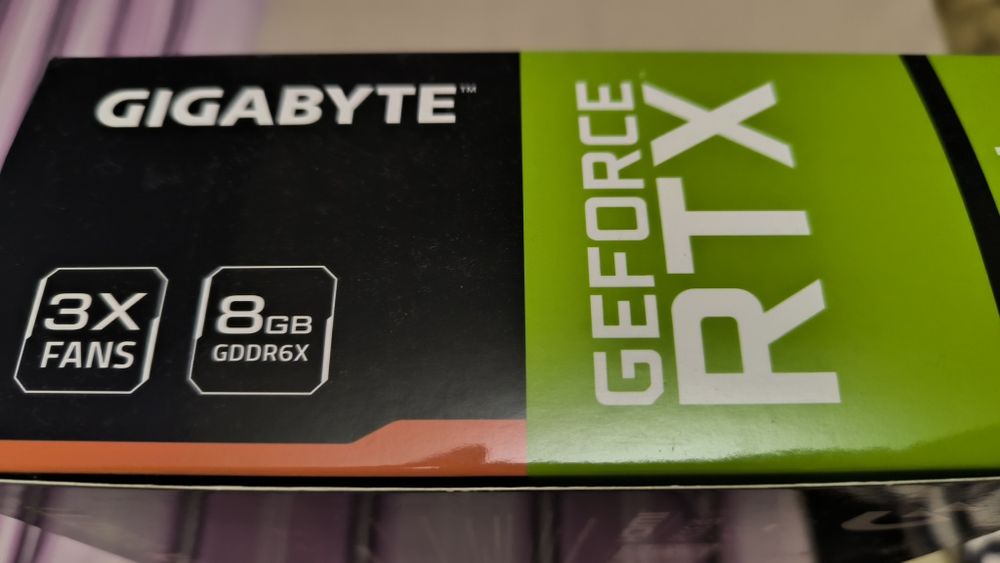 GIGABYTE™
3X
FANS
8GB
GDDR6X
GEFORCE
RTX